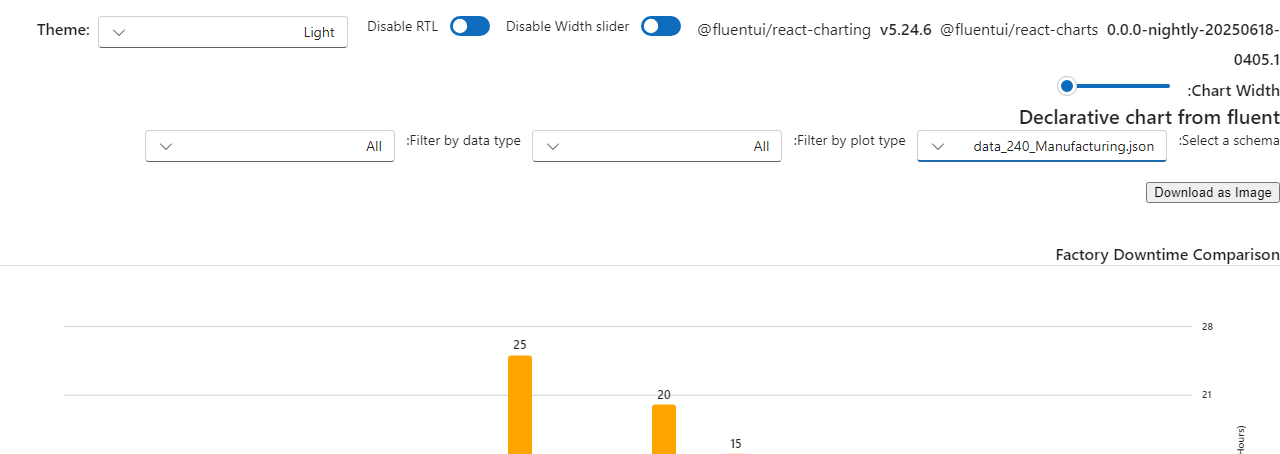 Theme: Light Disable RTL Disable Width slider @fluentui/react-charting v5.24.6 @fluentui/react-charts 0.0.0-nightly-20250618-
0405.1
:Chart Width
Declarative chart from fluent
:Select a schema data_240_Manufacturing.json :Filter by plot type All :Filter by data type All
Download as Image
Factory Downtime Comparison
28
25
21
20
15
Hours)